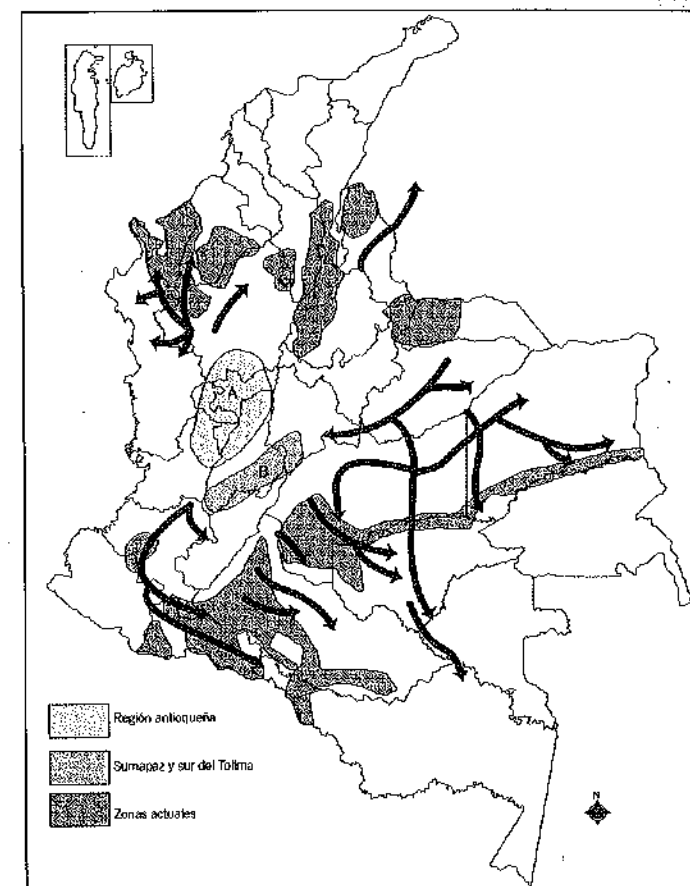 A
B
Región antioqueña
Sumapaz y sur del Tolima
Zonas actuales
N